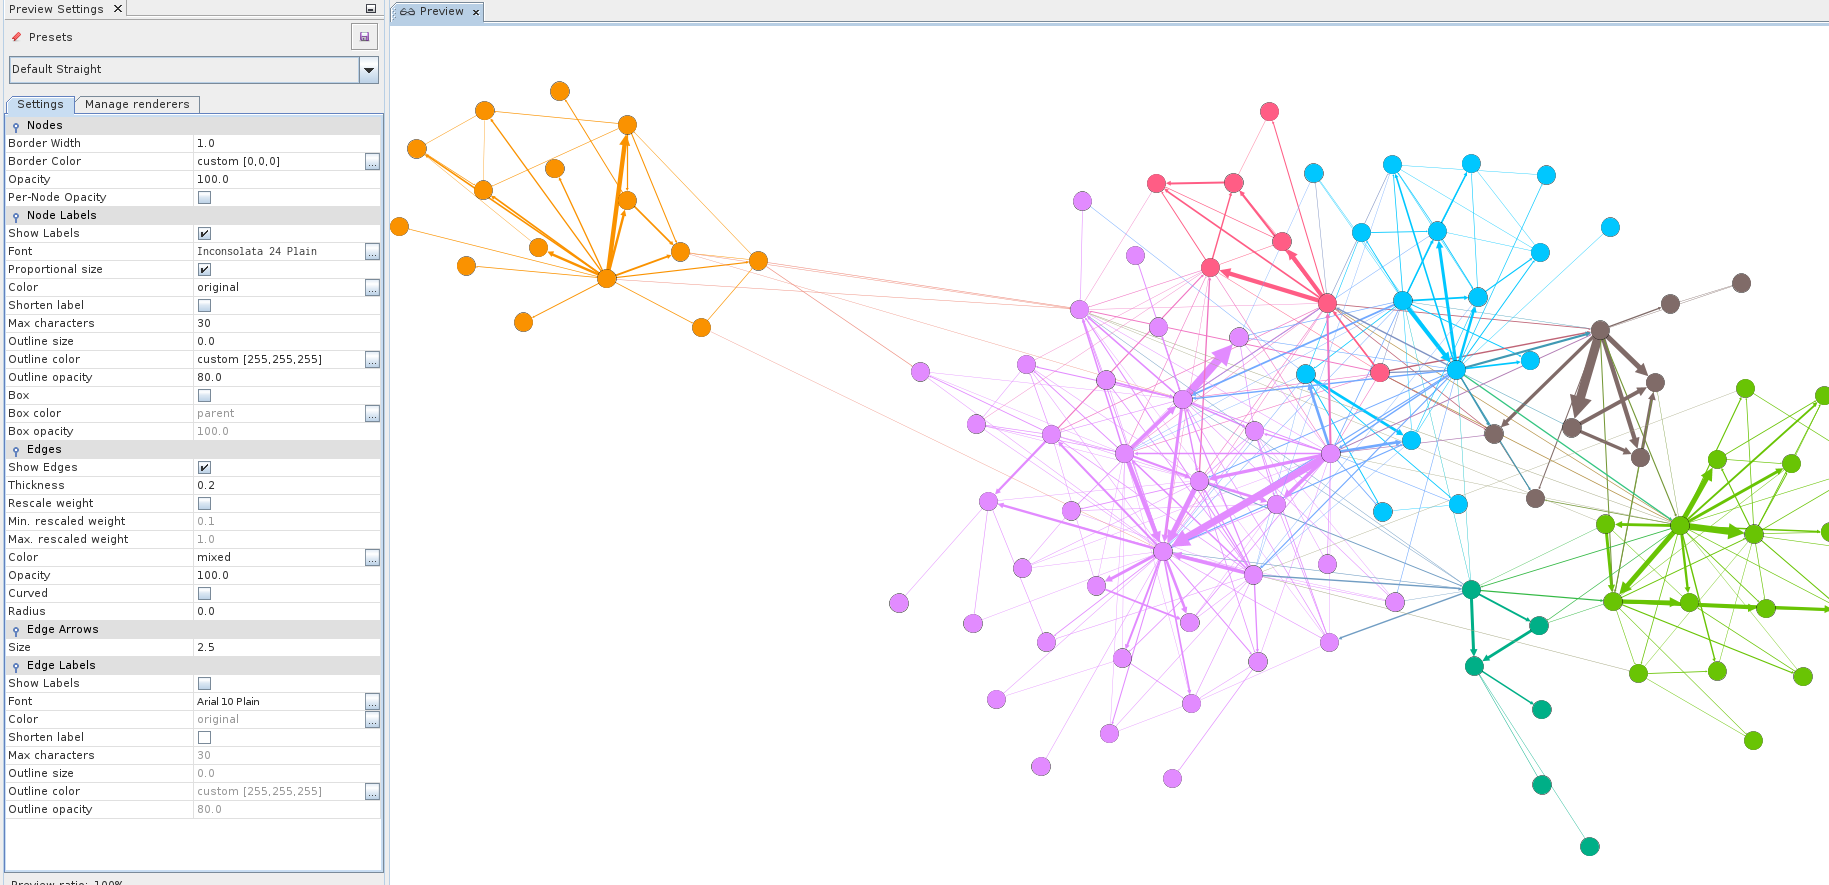 Preview Settings
Presets
Default Straight
Settings Manage renderers
Nodes
Border Width 1.0
Border Color custom [0,0,0] ...
Opacity 100.0
Per-Node Opacity
Node Labels
Show Labels
Font Inconsolata 24 Plain ...
Proportional size
Color original ...
Shorten label
Max characters 30
Outline size 0.0
Outline color custom [255,255,255] ...
Outline opacity 80.0
Box
Box color parent ...
Box opacity 100.0
Edges
Show Edges
Thickness 0.2
Rescale weight
Min. rescaled weight 0.1
Max. rescaled weight 1.0
Color mixed ...
Opacity 100.0
Curved
Radius 0.0
Edge Arrows
Size 2.5
Edge Labels
Show Labels
Font Arial 10 Plain ...
Color original ...
Shorten label
Max characters 30
Outline size 0.0
Outline color custom [255,255,255] ...
Outline opacity 80.0
Preview ratio: 100%
Preview